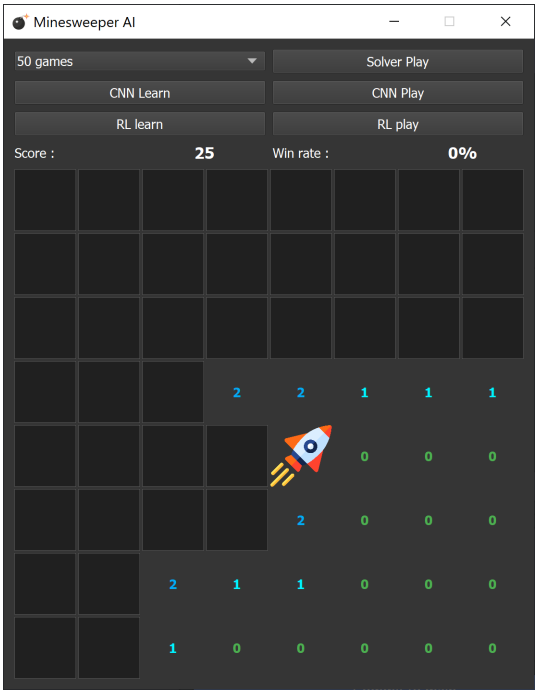 Minesweeper AI
50 games Solver Play
CNN Learn CNN Play
RL learn RL play
Score : 25 Win rate : 0%
2 2 1 1 1
0 0 0
2 0 0 0
2 1 1 0 0 0
1 0 0 0 0 0